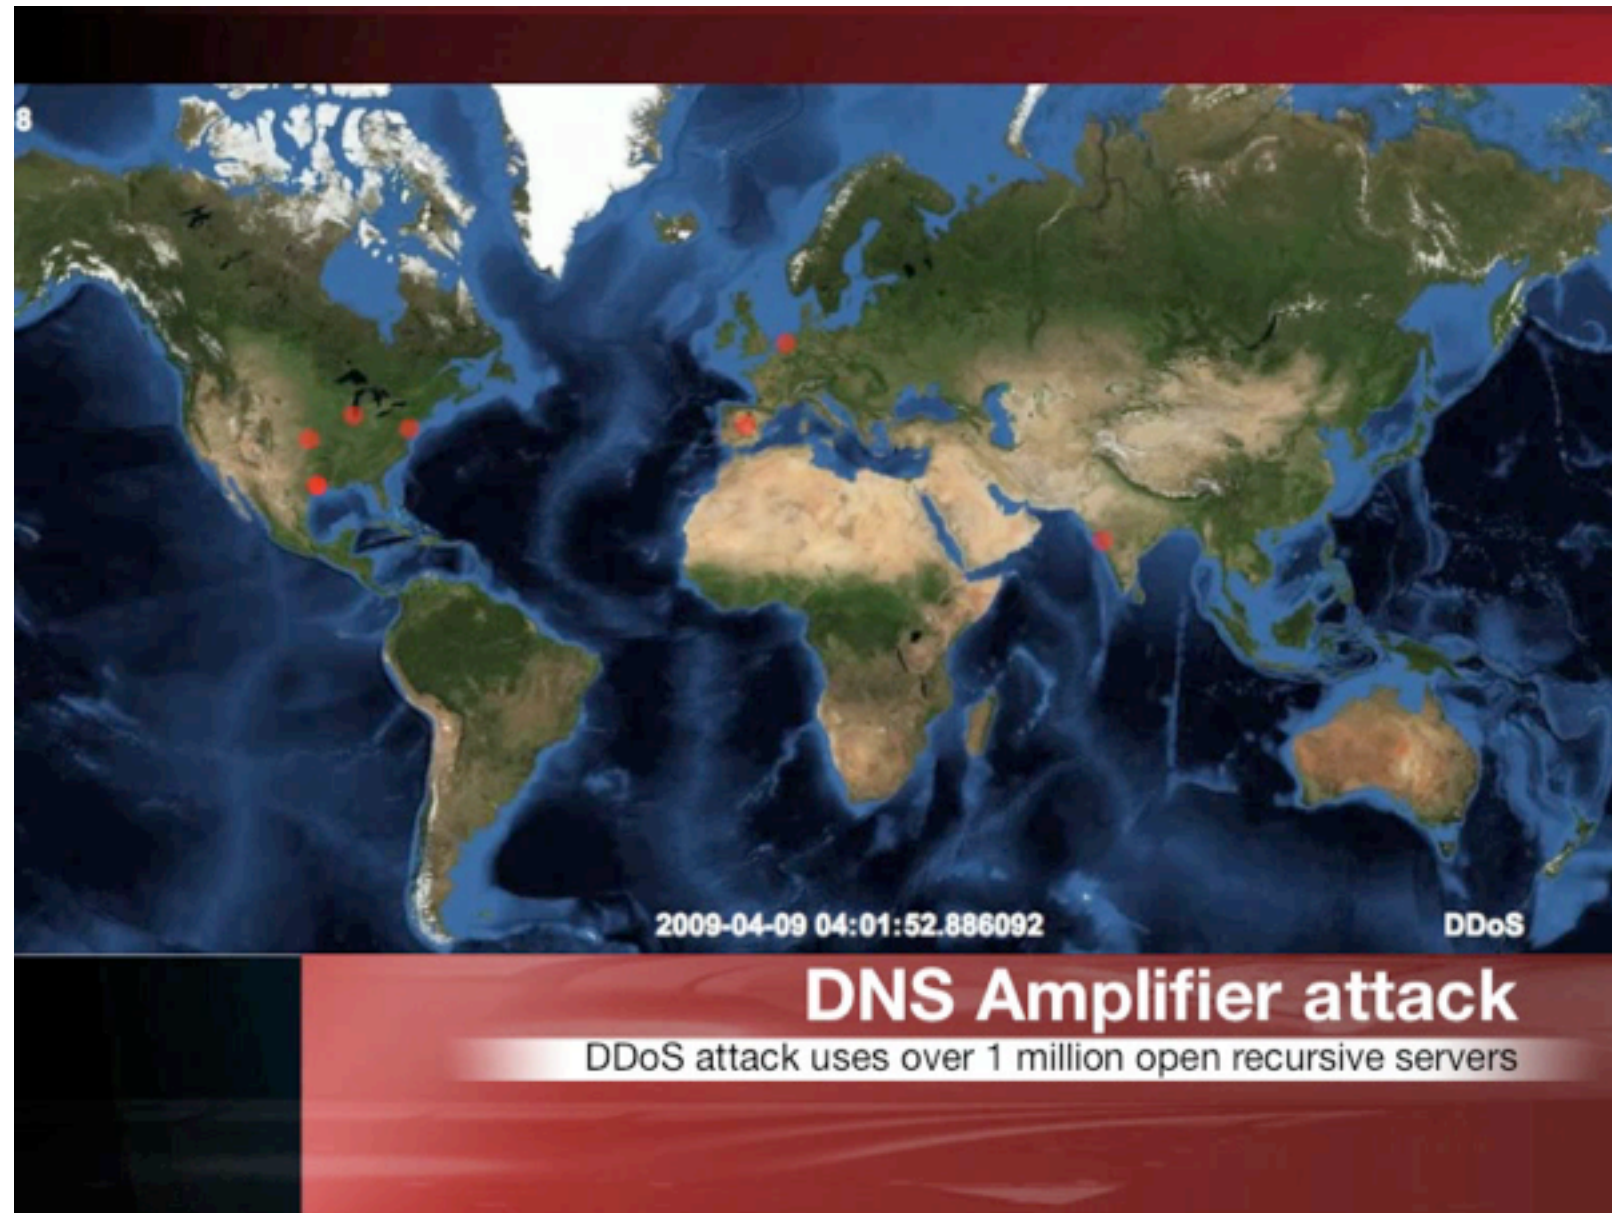 8
2009-04-09 04:01:52.886092
DDoS
DNS Amplifier attack
DDoS attack uses over 1 million open recursive servers